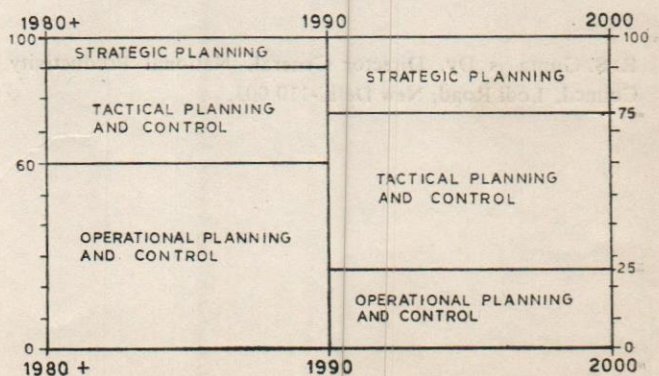 1980+ 1990 2000
100 100
STRATEGIC PLANNING
STRATEGIC PLANNING
TACTICAL PLANNING
AND CONTROL
75
60
TACTICAL PLANNING
AND CONTROL
OPERATIONAL PLANNING
AND CONTROL
25
OPERATIONAL PLANNING
AND CONTROL
0 0
1980+ 1990 2000